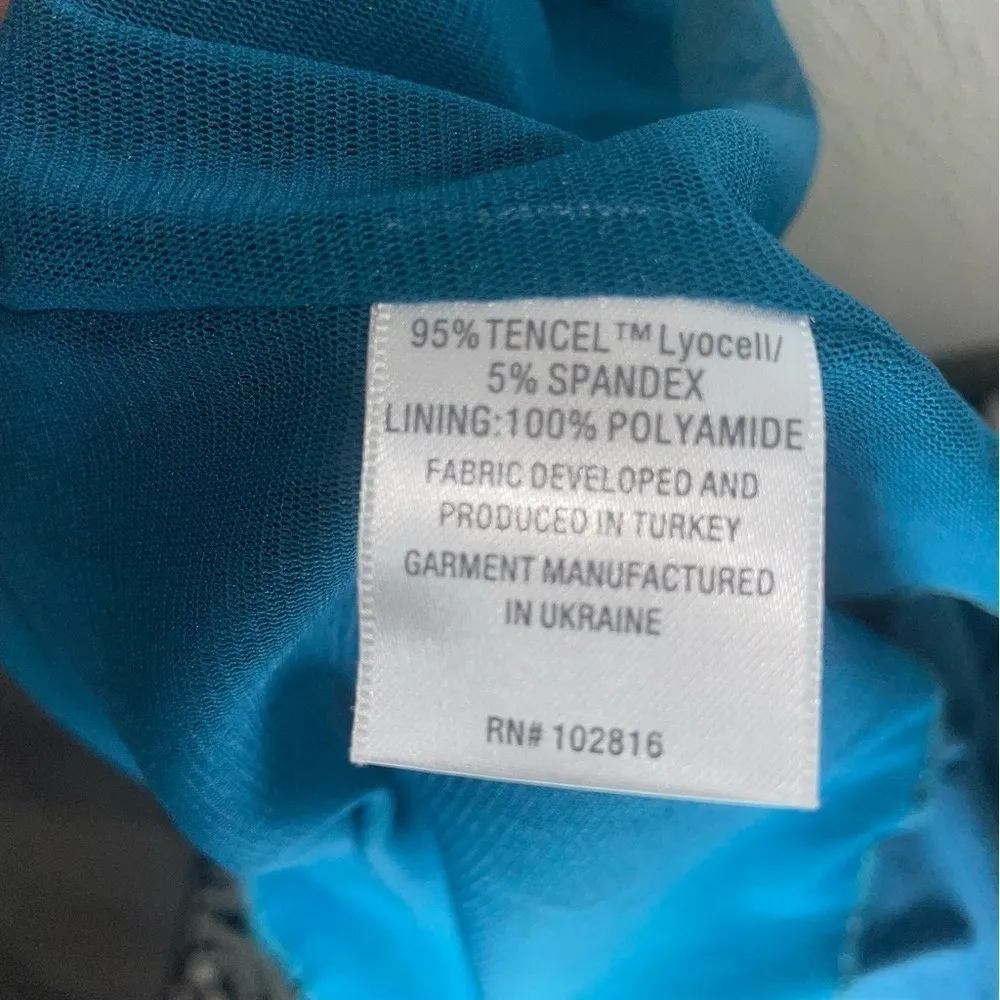 95% TENCEL™ Lyocell/
5% SPANDEX
LINING:100% POLYAMIDE
FABRIC DEVELOPED AND
PRODUCED IN TURKEY
GARMENT MANUFACTURED
IN UKRAINE
RN# 102816